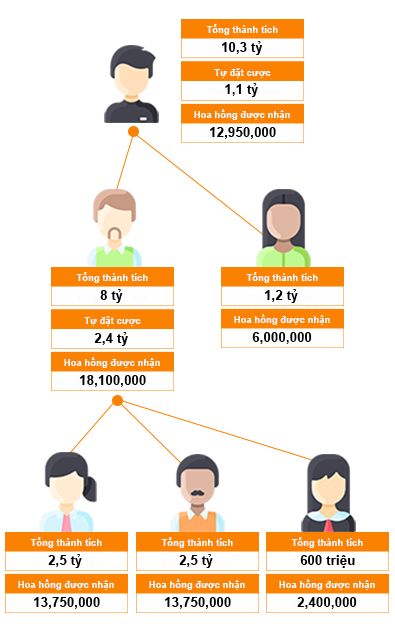 Tổng thành tích
10,3 tỷ
Tự đặt cược
1,1 tỷ
Hoa hồng được nhận
12,950,000
Tổng thành tích
8 tỷ
Tự đặt cược
2,4 tỷ
Hoa hồng được nhận
18,100,000
Tổng thành tích
1,2 tỷ
Hoa hồng được nhận
6,000,000
Tổng thành tích
2,5 tỷ
Hoa hồng được nhận
13,750,000
Tổng thành tích
2,5 tỷ
Hoa hồng được nhận
13,750,000
Tổng thành tích
600 triệu
Hoa hồng được nhận
2,400,000